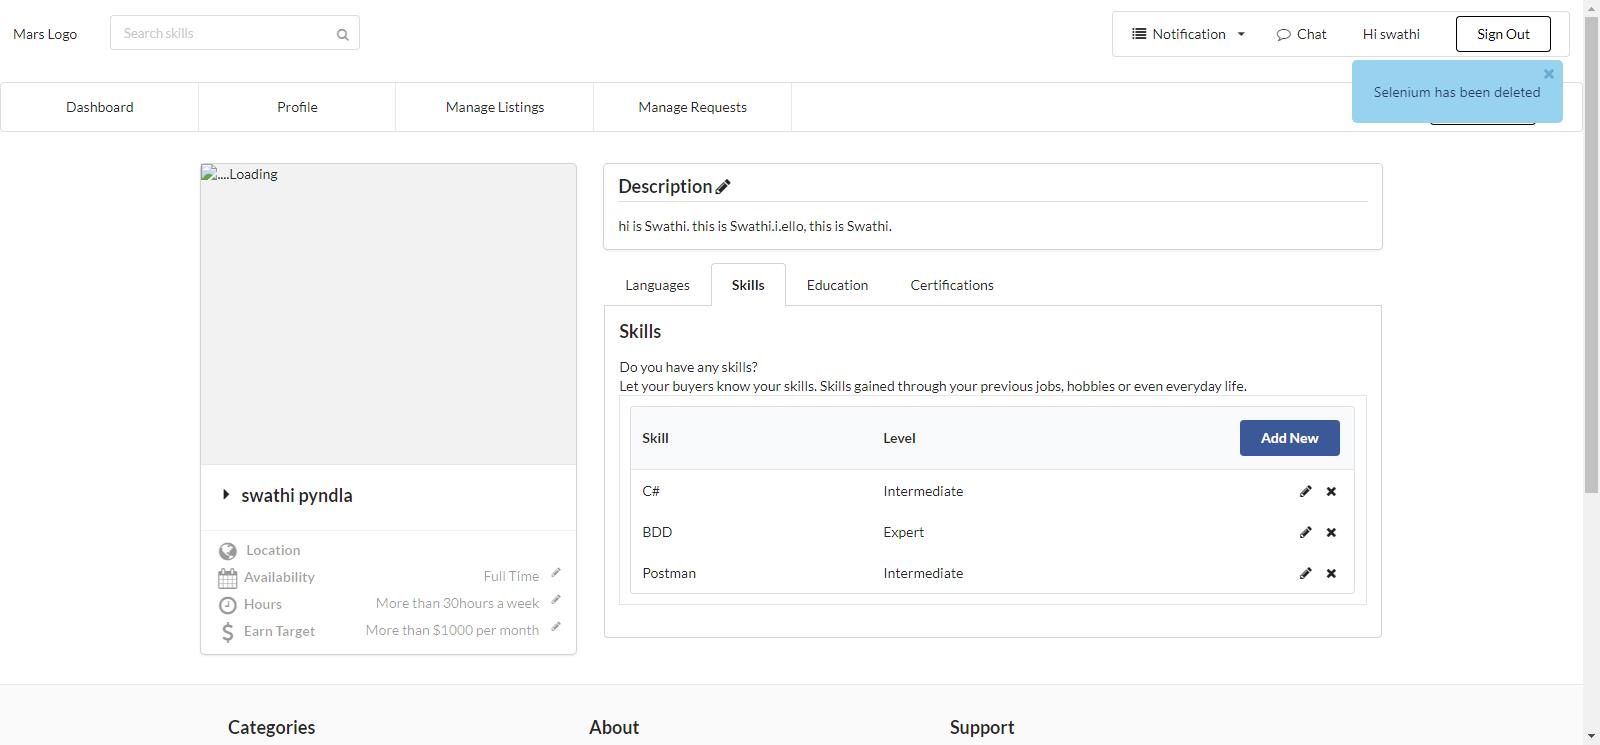 Mars Logo
Search skills
Notification
Chat
Hi swathi
Sign Out
Selenium has been deleted
Dashboard
Profile
Manage Listings
Manage Requests
....Loading
swathi pyndla
Location
Availability
Full Time
Hours
More than 30hours a week
Earn Target
More than $1000 per month
Description
hi is Swathi. this is Swathi.i.ello, this is Swathi.
Languages
Skills
Education
Certifications
Skills
Do you have any skills?
Let your buyers know your skills. Skills gained through your previous jobs, hobbies or even everyday life.
Skill
Level
Add New
C#
Intermediate
BDD
Expert
Postman
Intermediate
Categories
About
Support